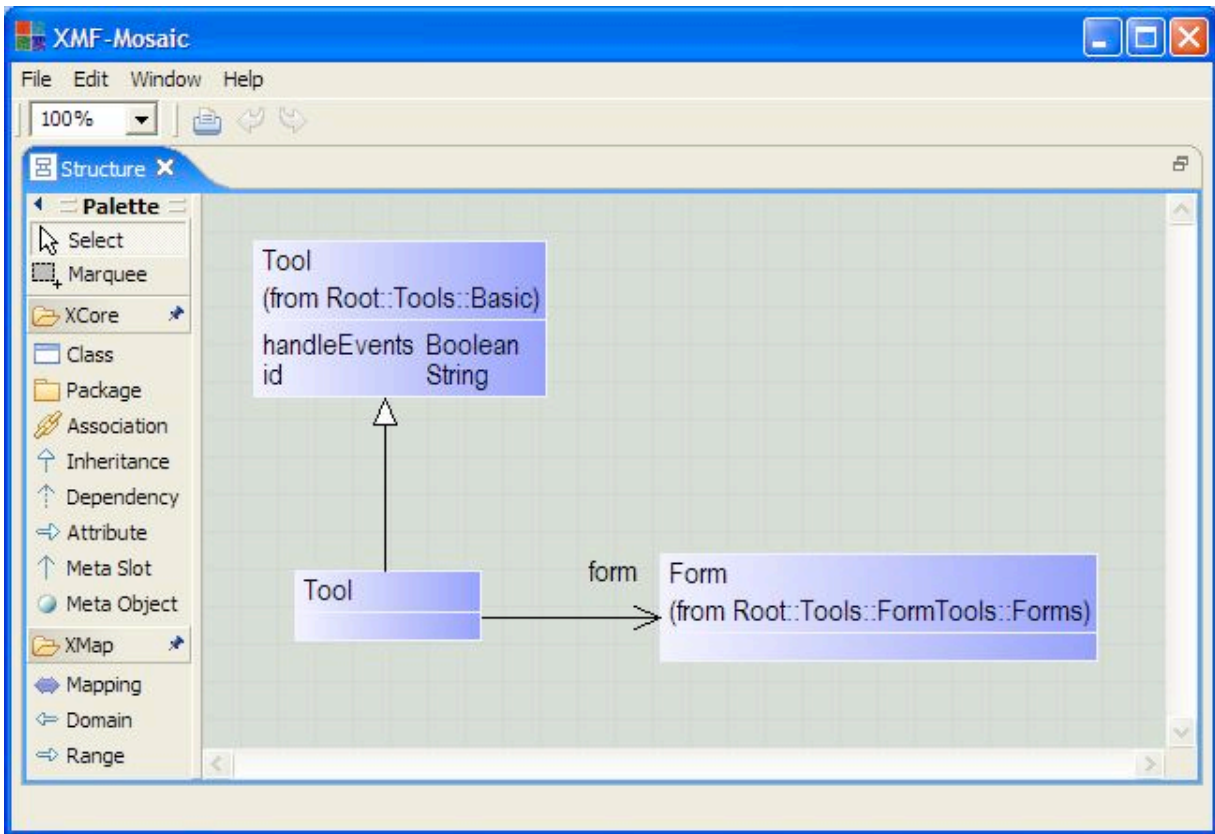 XMF-Mosaic
File Edit Window Help
100%
Structure
Palette
Select
Marquee
XCore
Class
Package
Association
Inheritance
Dependency
Attribute
Meta Slot
Meta Object
XMap
Mapping
Domain
Range
Tool
(from Root::Tools::Basic)
handleEvents Boolean
id String
Tool
form
Form
(from Root::Tools::FormTools::Forms)